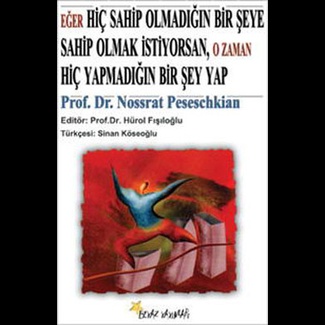 EĞER HİÇ SAHİP OLMADIĞIN BİR ŞEYE
SAHİP OLMAK İSTİYORSAN, O ZAMAN
HİÇ YAPMADIĞIN BİR ŞEY YAP
Prof. Dr. Nossrat Peseschkian
Editör: Prof.Dr. Hürol Fışıloğlu
Türkçesi: Sinan Köseoğlu